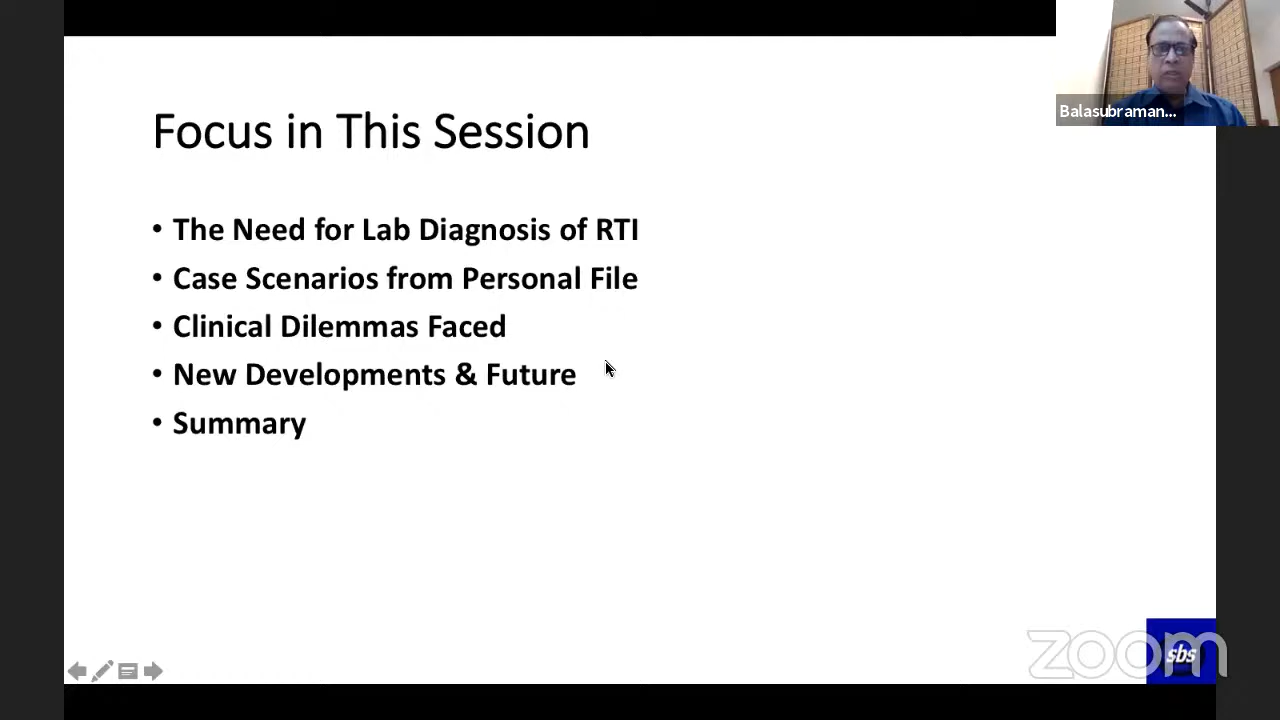 Focus in This Session
• The Need for Lab Diagnosis of RTI
• Case Scenarios from Personal File
• Clinical Dilemmas Faced
• New Developments & Future
• Summary
Balasubraman...
zoom
sbs